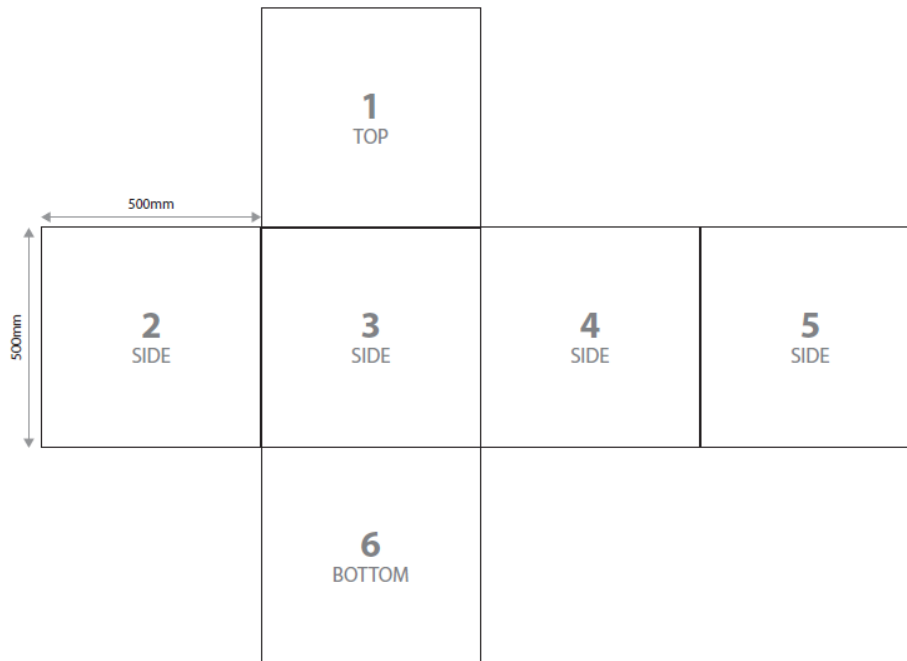 1
TOP
500mm
500mm
2
SIDE
3
SIDE
4
SIDE
5
SIDE
6
BOTTOM